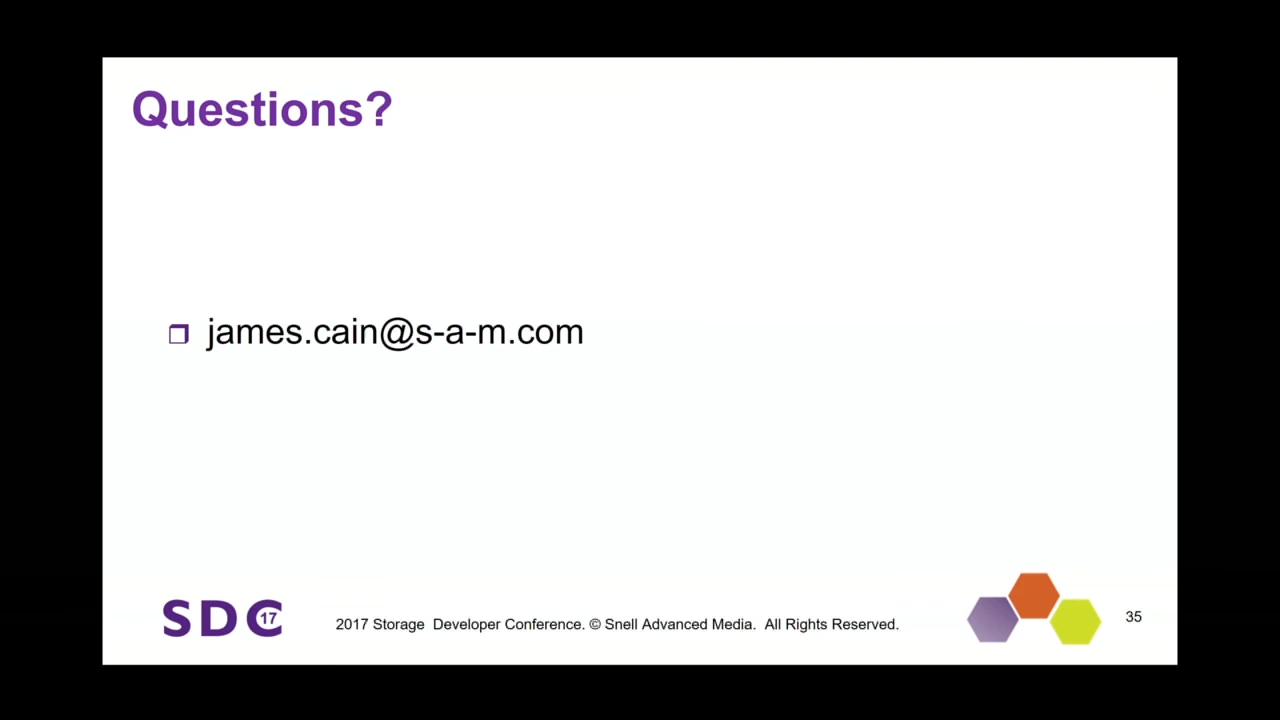 Questions?
james.cain@s-a-m.com
SDC 17
2017 Storage Developer Conference. © Snell Advanced Media. All Rights Reserved.
35